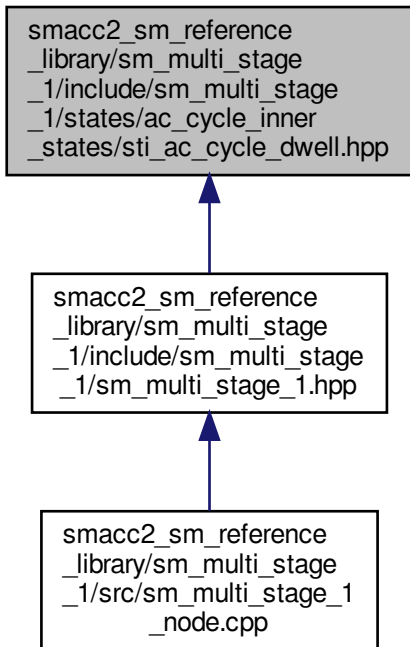 smacc2_sm_reference
_library/sm_multi_stage
_1/include/sm_multi_stage
_1/states/ac_cycle_inner
_states/sti_ac_cycle_dwell.hpp
smacc2_sm_reference
_library/sm_multi_stage
_1/include/sm_multi_stage
_1/sm_multi_stage_1.hpp
smacc2_sm_reference
_library/sm_multi_stage
_1/src/sm_multi_stage_1
_node.cpp